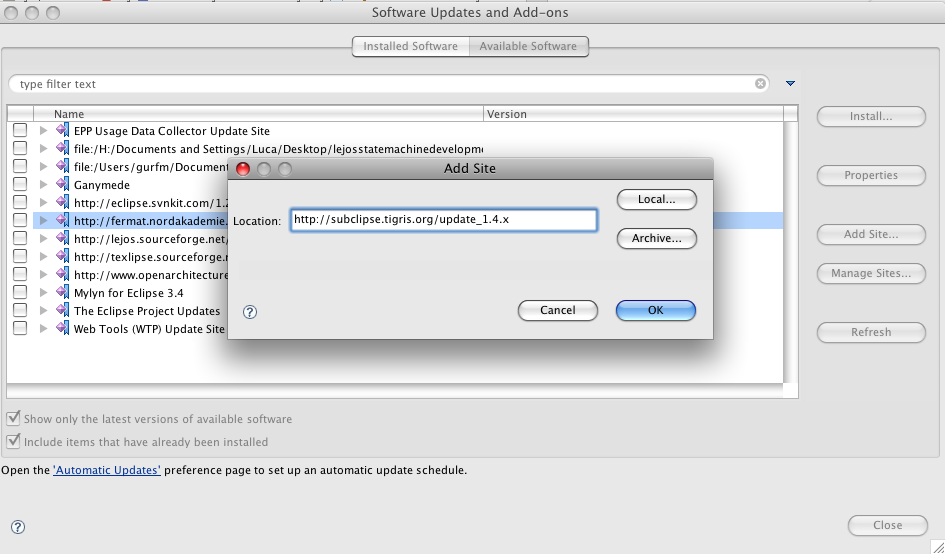 Software Updates and Add-ons
Installed Software
Available Software
type filter text
Name
Version
EPP Usage Data Collector Update Site
file:/H:/Documents and Settings/Luca/Desktop/lejosstatemachinedevelopme
file:/Users/gurfm/Document
Ganymede
http://eclipse.svnkit.com/1.2
http://fermat.nordakademie.
http://lejos.sourceforge.net/
http://texlipse.sourceforge.n
http://www.openarchitecture
Mylyn for Eclipse 3.4
The Eclipse Project Updates
Web Tools (WTP) Update Site
Install...
Properties
Add Site...
Manage Sites...
Refresh
Add Site
Location:
http://subclipse.tigris.org/update_1.4.x
Local...
Archive...
?
Cancel
OK
Show only the latest versions of available software
Include items that have already been installed
Open the 'Automatic Updates' preference page to set up an automatic update schedule.
?
Close